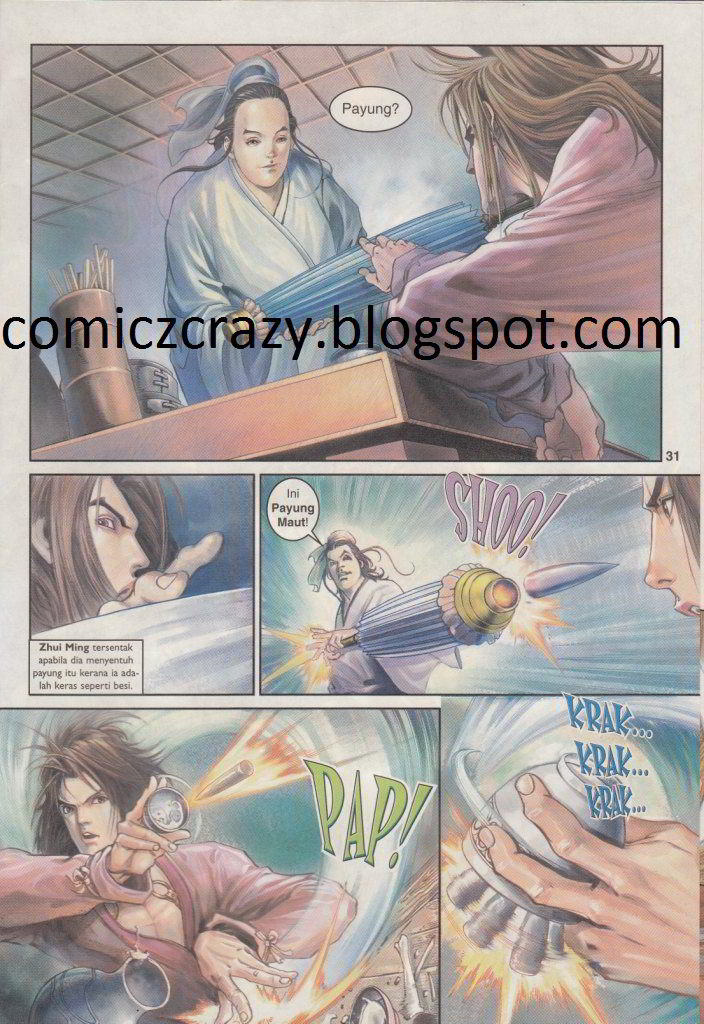 Payung?
comiczcrazy.blogspot.com
31
Ini
Payung
Maut!
SHOO!
Zhui Ming tersentak
apabila dia menyentuh
payung itu kerana ia ada-
lah keras seperti besi.
PAP!
KRAK...
KRAK...
KRAK...